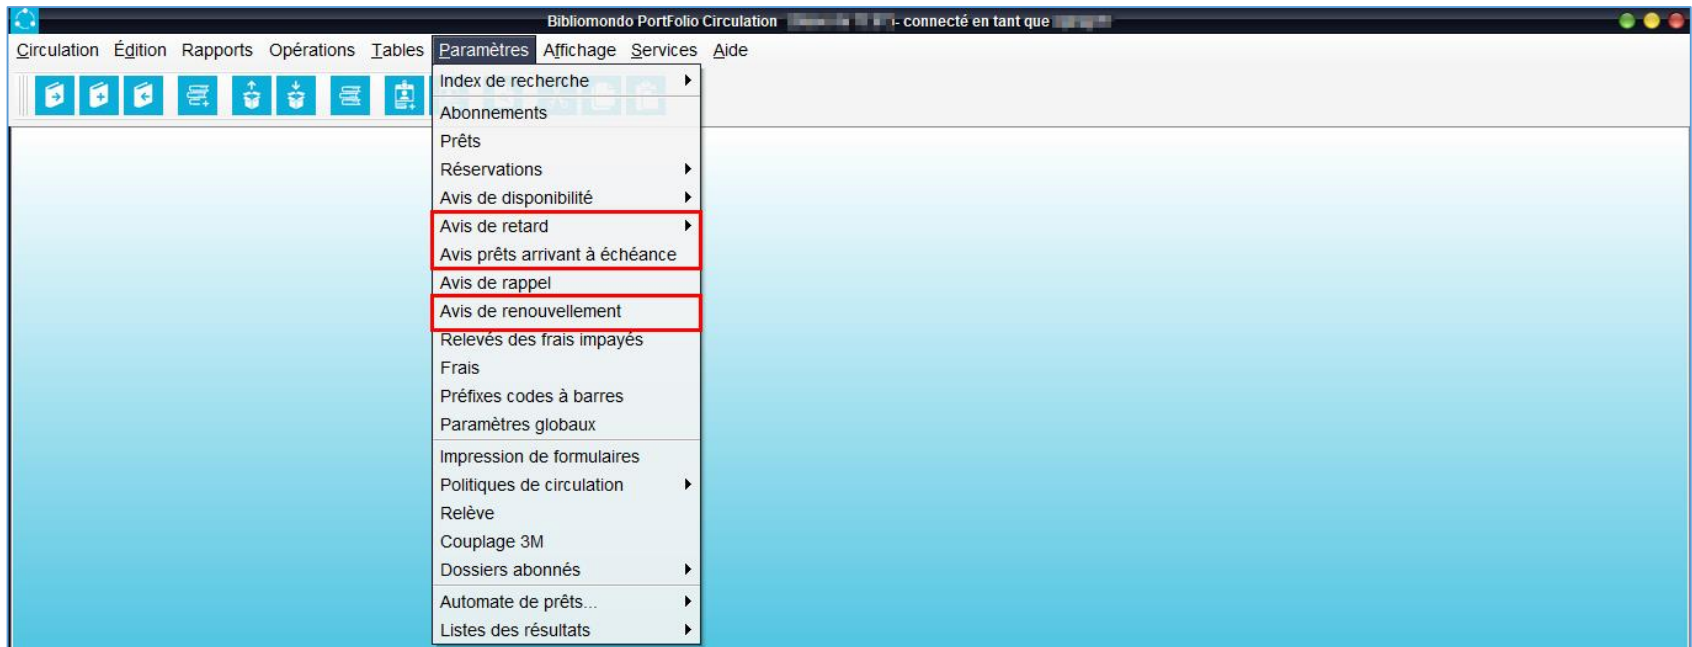 Bibliomondo PortFolio Circulation - connecté en tant que
Circulation Édition Rapports Opérations Tables Paramètres Affichage Services Aide
Index de recherche
Abonnements
Prêts
Réservations
Avis de disponibilité
Avis de retard
Avis prêts arrivant à échéance
Avis de rappel
Avis de renouvellement
Relevés des frais impayés
Frais
Préfixes codes à barres
Paramètres globaux
Impression de formulaires
Politiques de circulation
Relève
Couplage 3M
Dossiers abonnés
Automate de prêts...
Listes des résultats